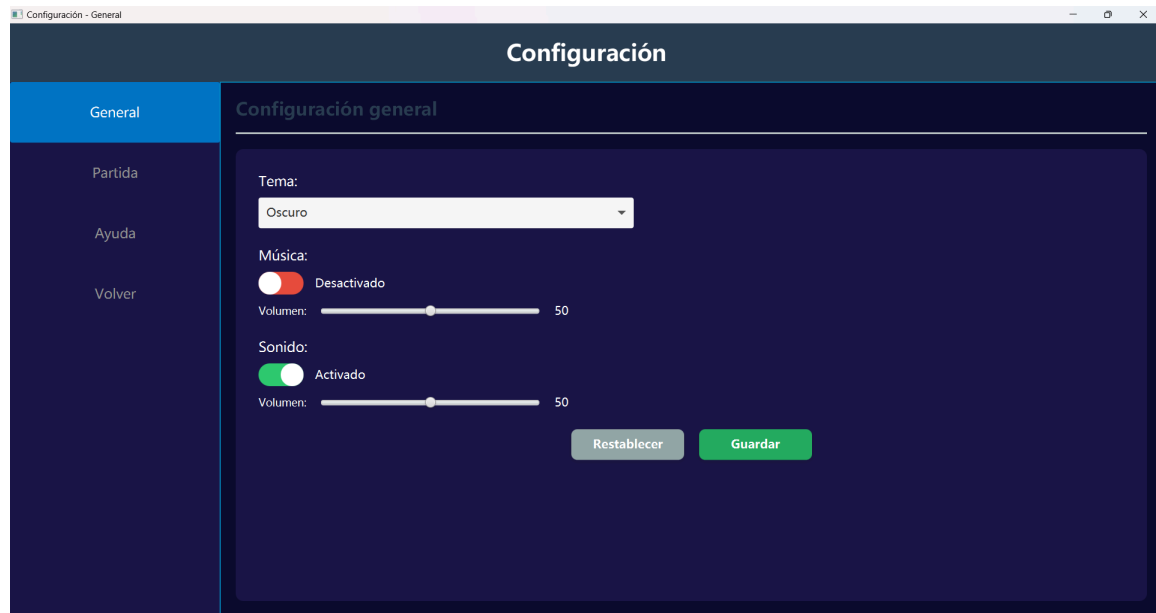 Configuración - General
Configuración
General
Partida
Ayuda
Volver
Configuración general
Tema:
Oscuro
Música:
Desactivado
Volumen: 50
Sonido:
Activado
Volumen: 50
Restablecer Guardar